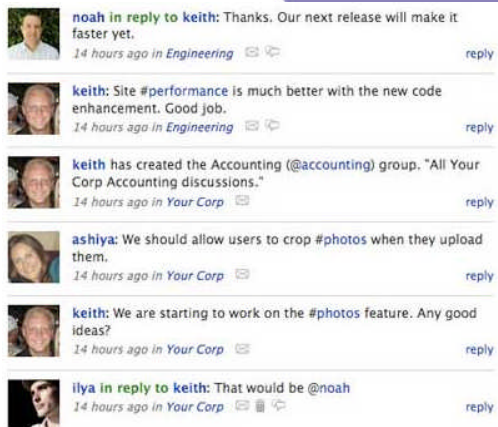 noah in reply to keith: Thanks. Our next release will make it
faster yet.
14 hours ago in Engineering
reply
keith: Site #performance is much better with the new code
enhancement. Good job.
14 hours ago in Engineering
reply
keith has created the Accounting (@accounting) group. "All Your
Corp Accounting discussions."
14 hours ago in Your Corp
reply
ashiya: We should allow users to crop #photos when they upload
them.
14 hours ago in Your Corp
reply
keith: We are starting to work on the #photos feature. Any good
ideas?
14 hours ago in Your Corp
reply
ilya in reply to keith: That would be @noah
14 hours ago in Your Corp
reply